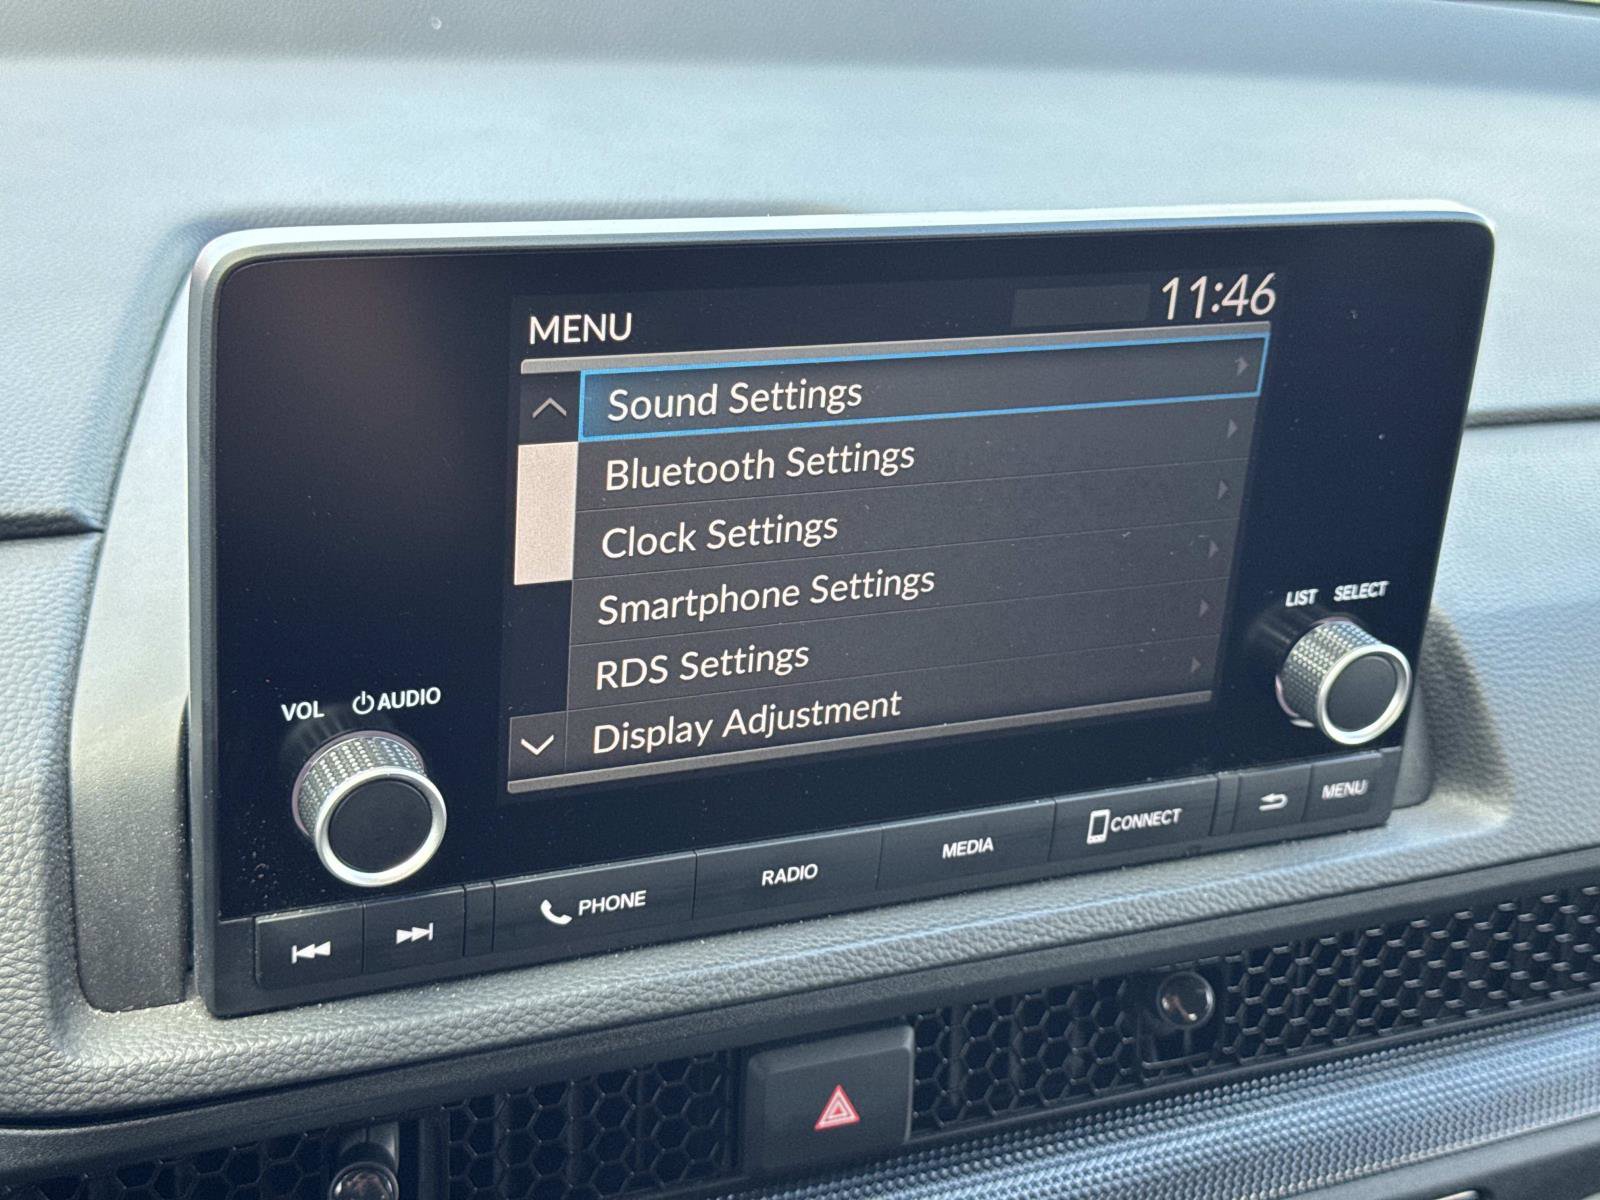 MENU 11:46
Sound Settings
Bluetooth Settings
Clock Settings
Smartphone Settings
RDS Settings
Display Adjustment
LIST SELECT
VOL AUDIO
PHONE RADIO MEDIA CONNECT MENU